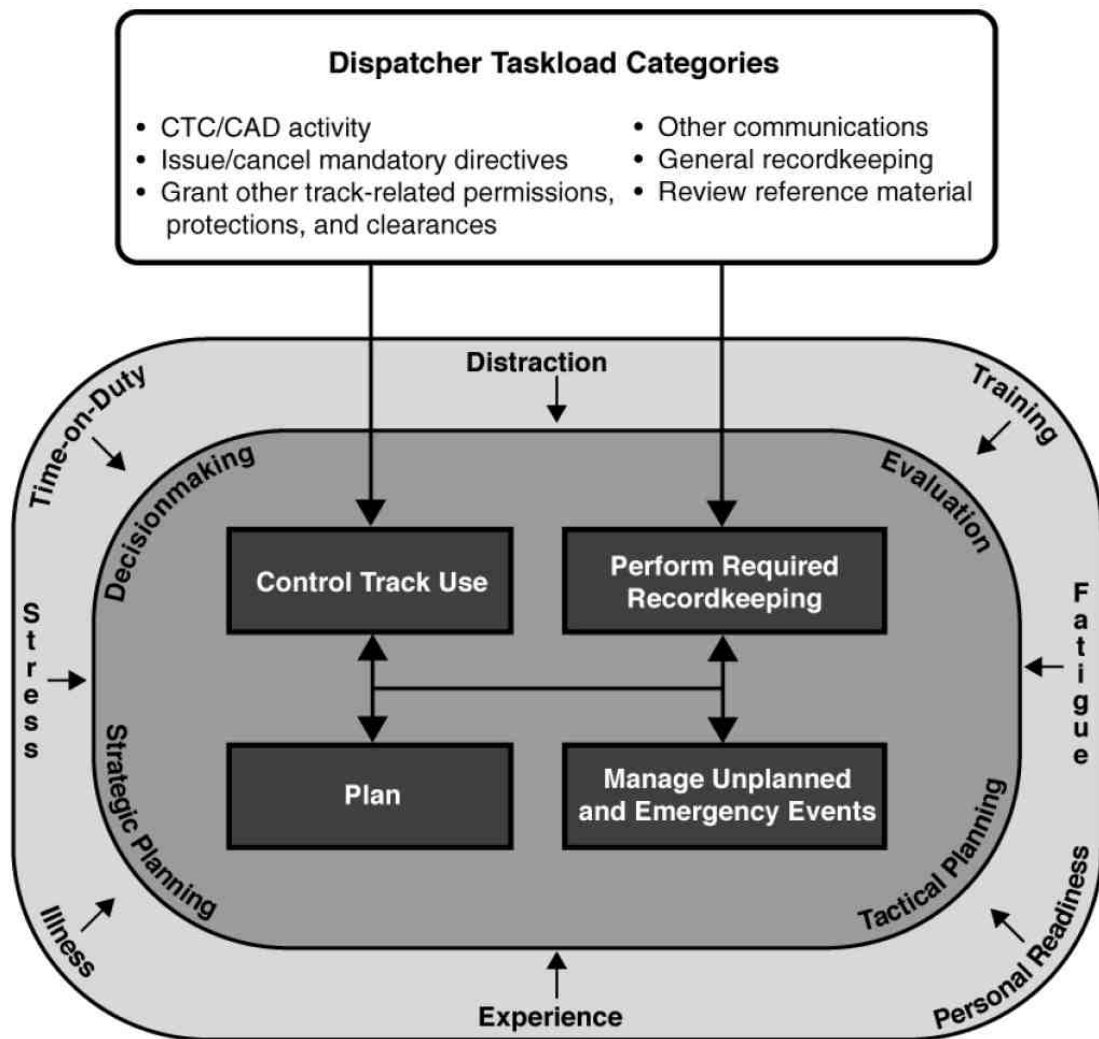 Dispatcher Taskload Categories
• CTC/CAD activity
• Issue/cancel mandatory directives
• Grant other track-related permissions,
protections, and clearances
• Other communications
• General recordkeeping
• Review reference material
Distraction
Time-on-Duty
Training
Decisionmaking
Evaluation
Control Track Use
Perform Required
Recordkeeping
Stress
Fatigue
Plan
Manage Unplanned
and Emergency Events
Strategic Planning
Tactical Planning
Illness
Personal Readiness
Experience